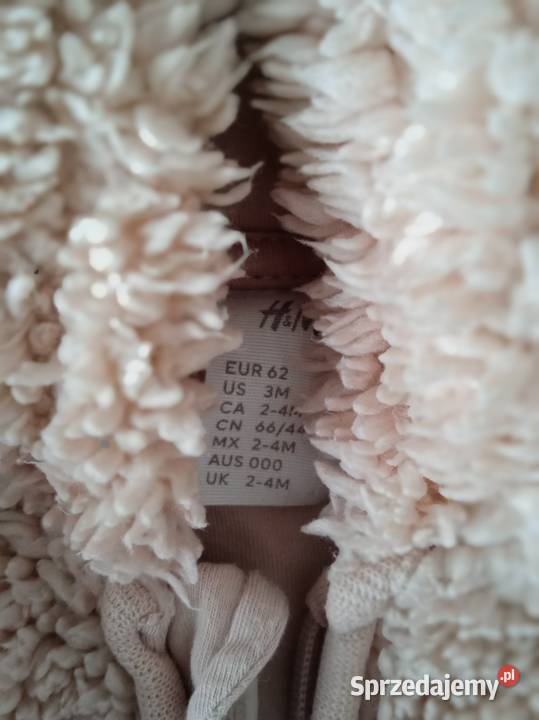 H&M
EUR 62
US 3M
CA 2-4M
CN 66/44
MX 2-4M
AUS 000
UK 2-4M
Sprzedajemy.pl